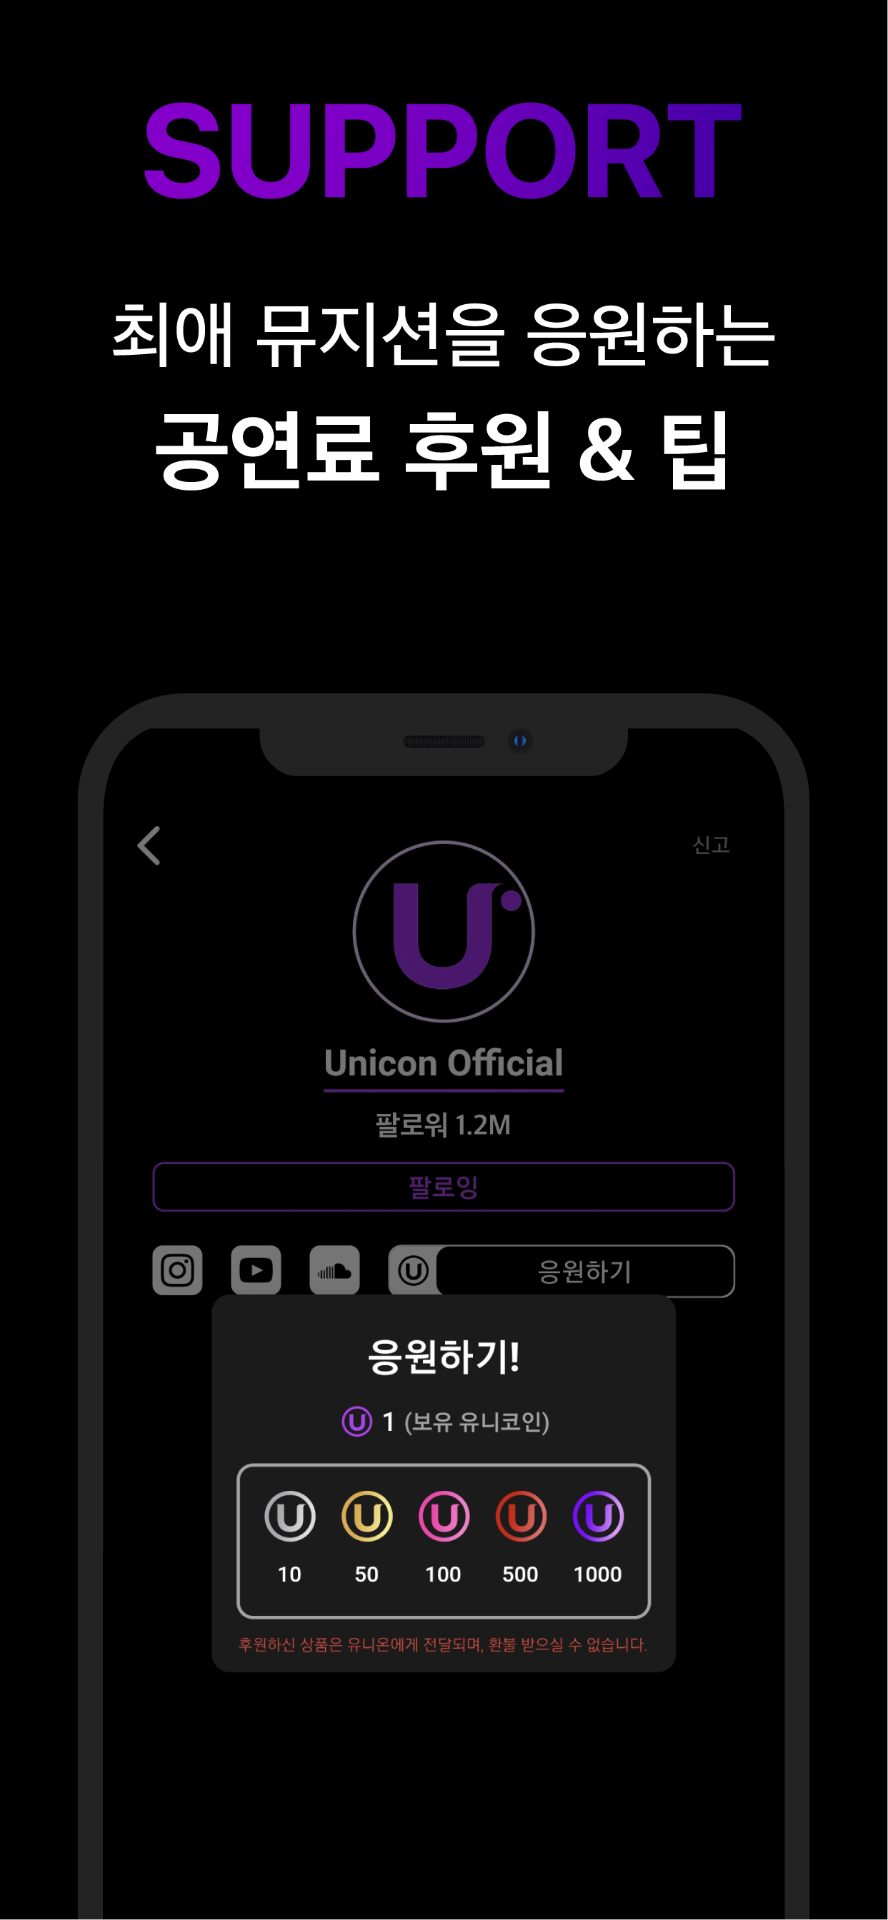 SUPPORT
최애 뮤지션을 응원하는
공연료 후원 & 팁
신고
Unicon Official
팔로워 1.2M
팔로잉
응원하기
응원하기!
1 (보유 유니코인)
10 50 100 500 1000
후원하신 상품은 유니온에게 전달되며, 환불 받으실 수 없습니다.